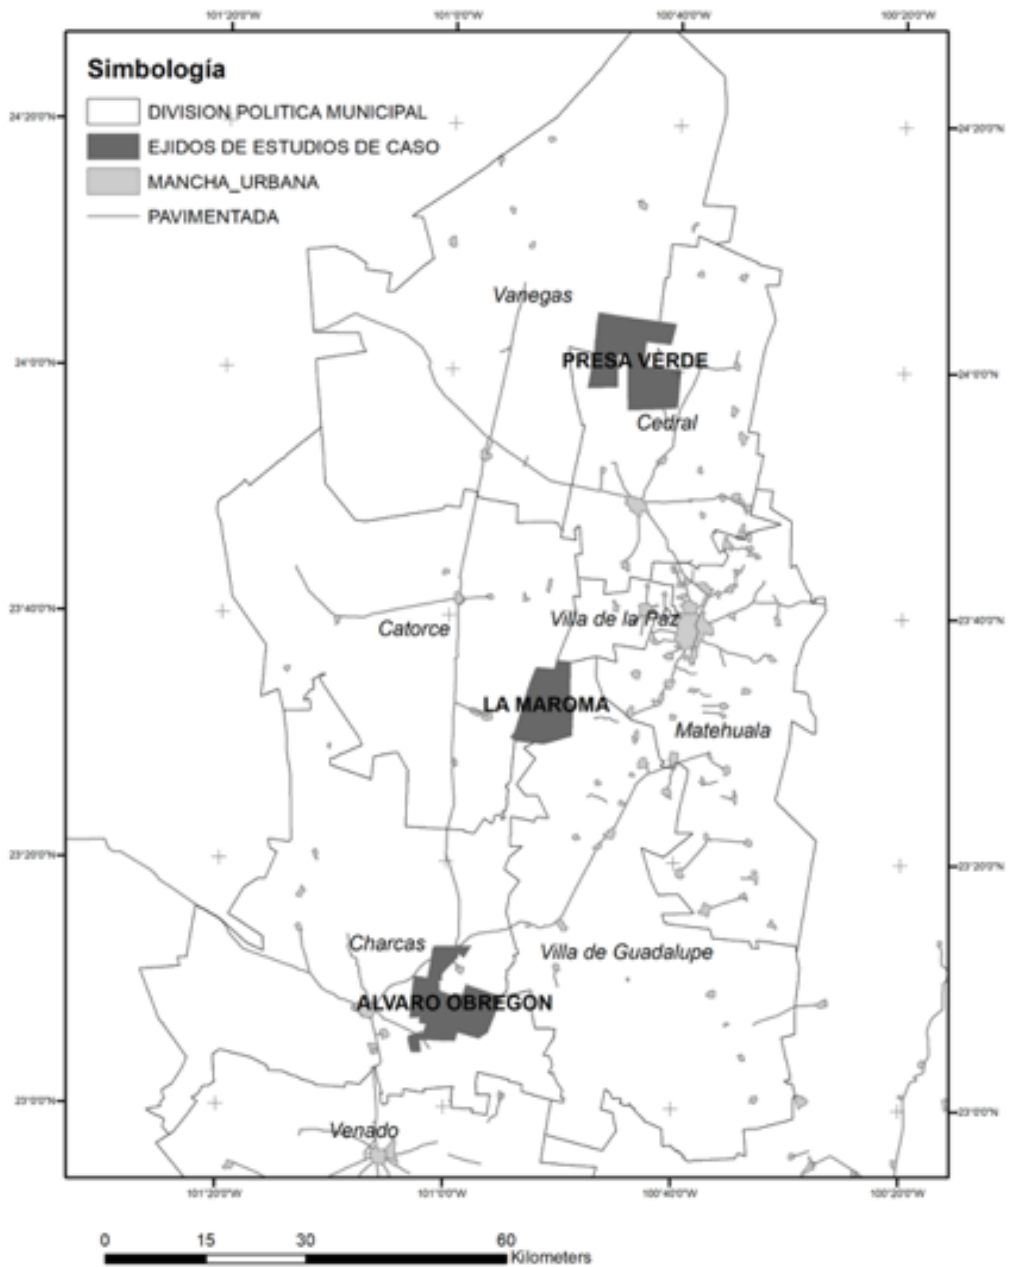 101°20'0"W 101°0'0"W 100°40'0"W 100°20'0"W
Simbología
DIVISION POLITICA MUNICIPAL
EJIDOS DE ESTUDIOS DE CASO
MANCHA_URBANA
PAVIMENTADA
24°20'0"N 24°20'0"N
Vanegas
PRESA VERDE
24°0'0"N 24°0'0"N
Cedral
23°40'0"N 23°40'0"N
Villa de la Paz
Catorce
LA MAROMA
Matehuala
23°20'0"N 23°20'0"N
Charcas
Villa de Guadalupe
ALVARO OBREGON
23°0'0"N 23°0'0"N
Venado
101°20'0"W 101°0'0"W 100°40'0"W 100°20'0"W
0 15 30 60
Kilometers